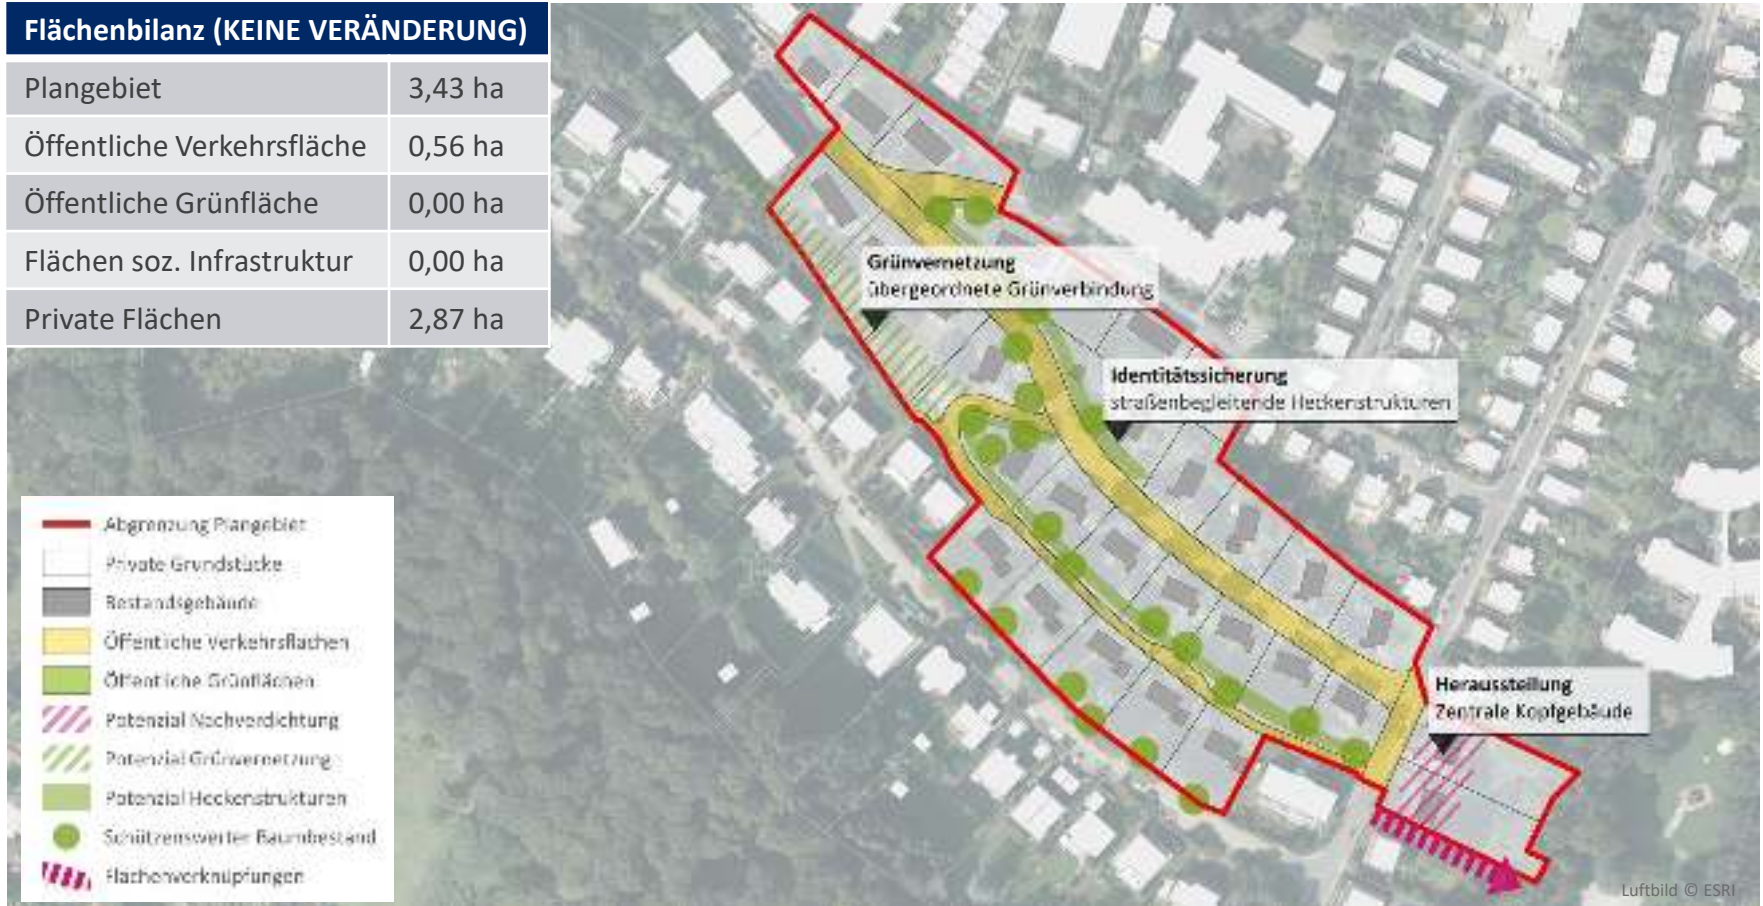 Flächenbilanz (KEINE VERÄNDERUNG)
Plangebiet 3,43 ha
Öffentliche Verkehrsfläche 0,56 ha
Öffentliche Grünfläche 0,00 ha
Flächen soz. Infrastruktur 0,00 ha
Private Flächen 2,87 ha
Grünvernetzung
übergeordnete Grünverbindung
Identitätssicherung
straßenbegleitende Heckenstrukturen
Herausstellung
Zentrale Kopfgebäude
Abgrenzung Plangebiet
Private Grundstücke
Bestandsgebäude
Öffentliche Verkehrsflächen
Öffentliche Grünflächen
Potenzial Nachverdichtung
Potenzial Grünvernetzung
Potenzial Heckenstrukturen
Schützenswerter Baumbestand
Flächenverknüpfungen
Luftbild © ESRI